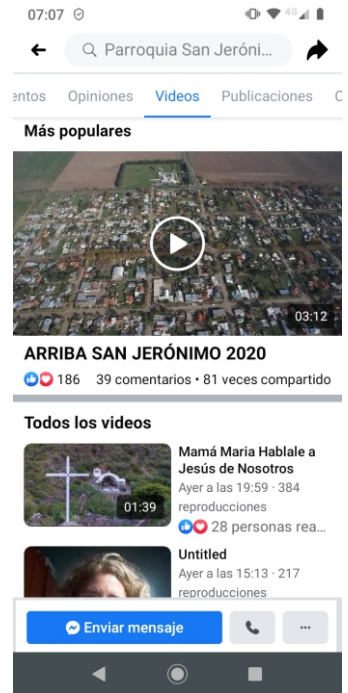 07:07
4G
Parroquia San Jeróni...
entos Opiniones Videos Publicaciones
Más populares
03:12
ARRIBA SAN JERÓNIMO 2020
186 39 comentarios • 81 veces compartido
Todos los videos
01:39
Mamá Maria Hablale a
Jesús de Nosotros
Ayer a las 19:59 · 384
reproducciones
28 personas rea...
Untitled
Ayer a las 15:13 · 217
reproducciones
Enviar mensaje